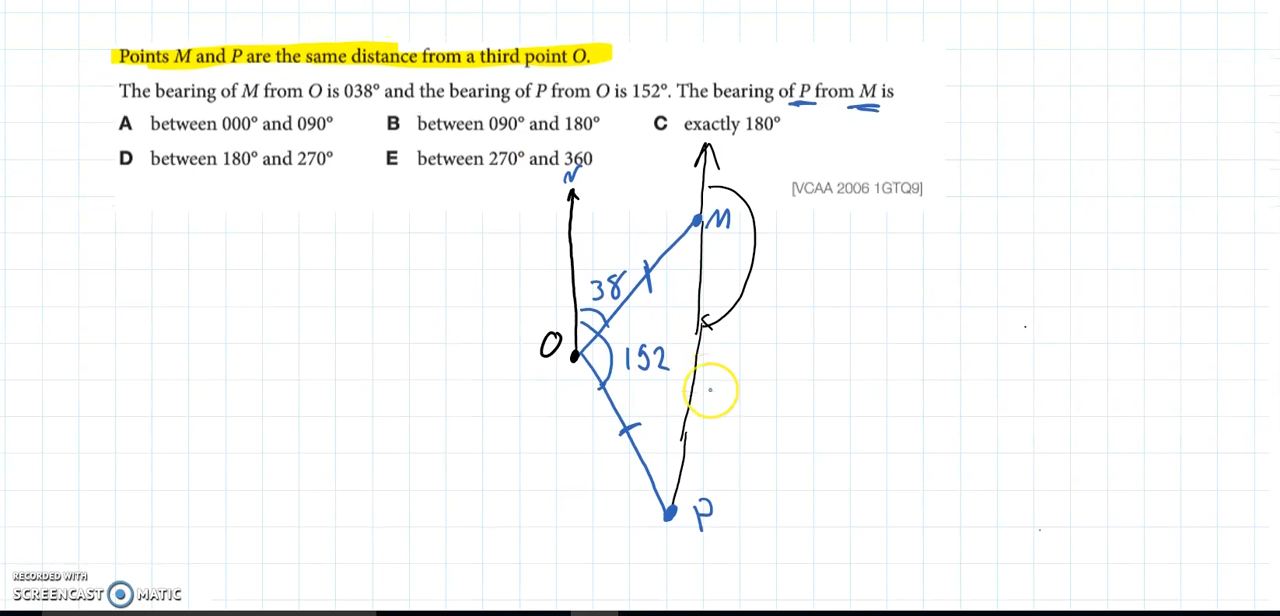 Points M and P are the same distance from a third point O.
The bearing of M from O is 038° and the bearing of P from O is 152°. The bearing of P from M is
A between 000° and 090° B between 090° and 180° C exactly 180°
D between 180° and 270° E between 270° and 360
[VCAA 2006 1GTQ9]
N
M
38
O
152
P
RECORDED WITH
SCREENCAST MATIC